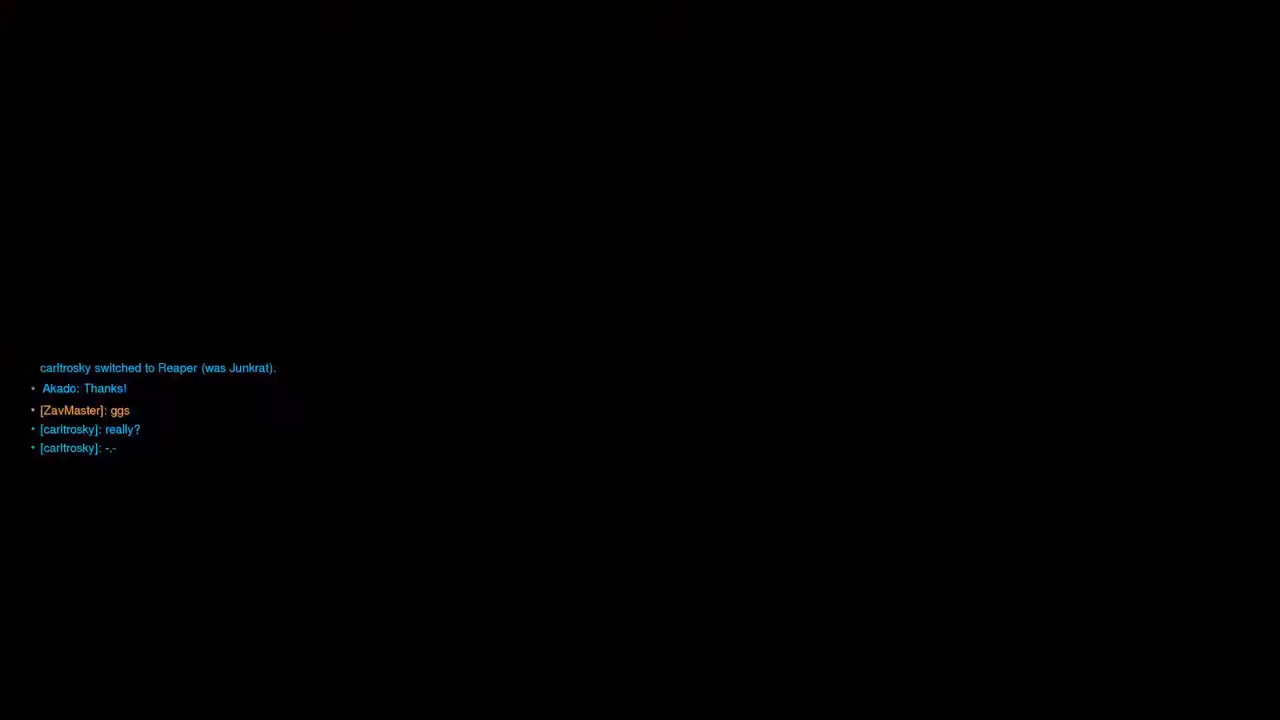 carltrosky switched to Reaper (was Junkrat).
Akado: Thanks!
[ZavMaster]: ggs
[carltrosky]: really?
[carltrosky]: -.-